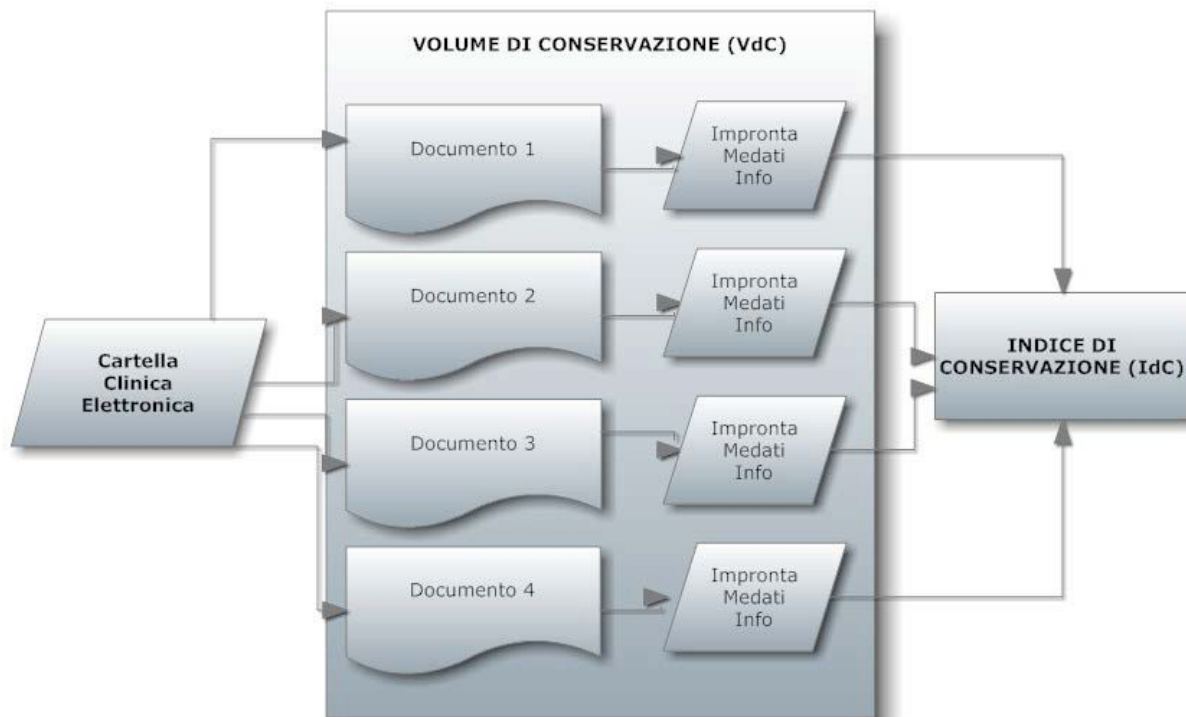 VOLUME DI CONSERVAZIONE (VdC)
Documento 1
Impronta
Medati
Info
Documento 2
Impronta
Medati
Info
Cartella
Clinica
Elettronica
INDICE DI
CONSERVAZIONE (IdC)
Documento 3
Impronta
Medati
Info
Documento 4
Impronta
Medati
Info